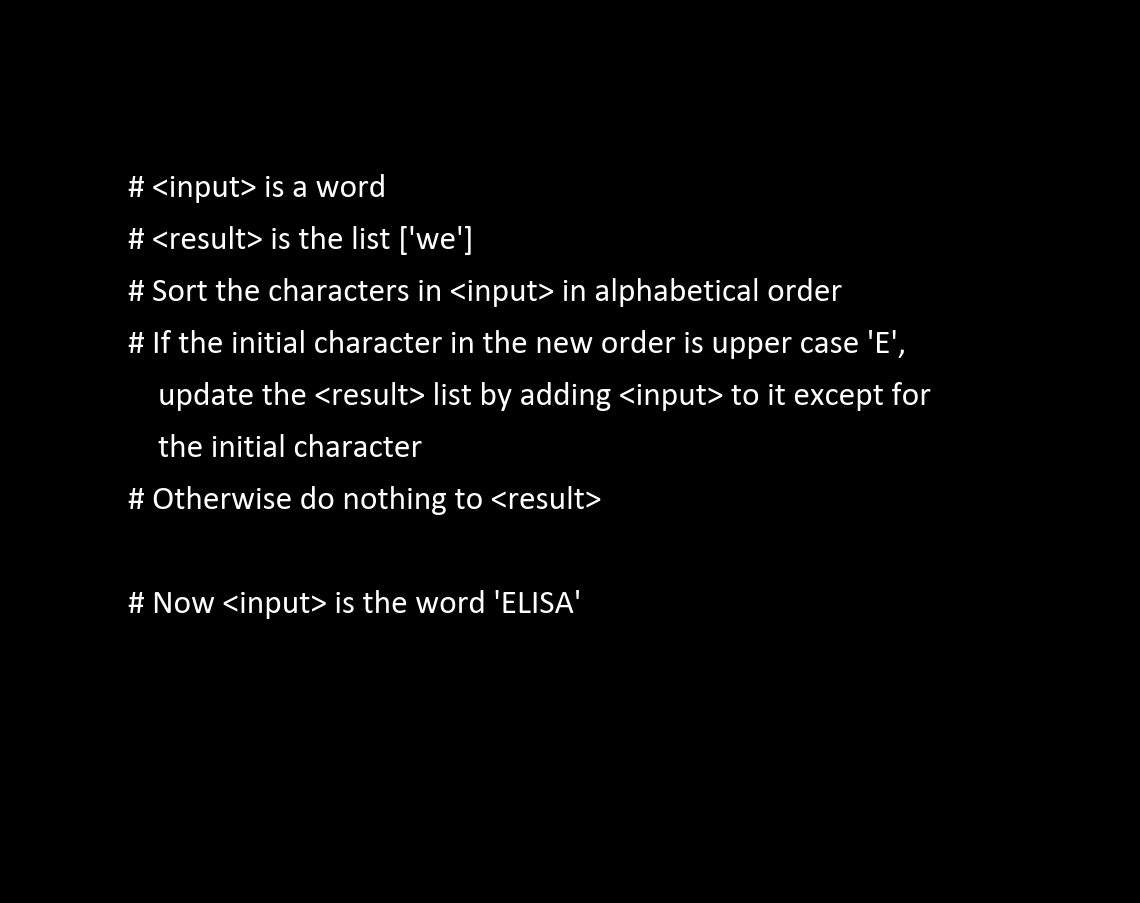 # <input> is a word
# <result> is the list ['we']
# Sort the characters in <input> in alphabetical order
# If the initial character in the new order is upper case 'E',
update the <result> list by adding <input> to it except for
the initial character
# Otherwise do nothing to <result>
# Now <input> is the word 'ELISA'